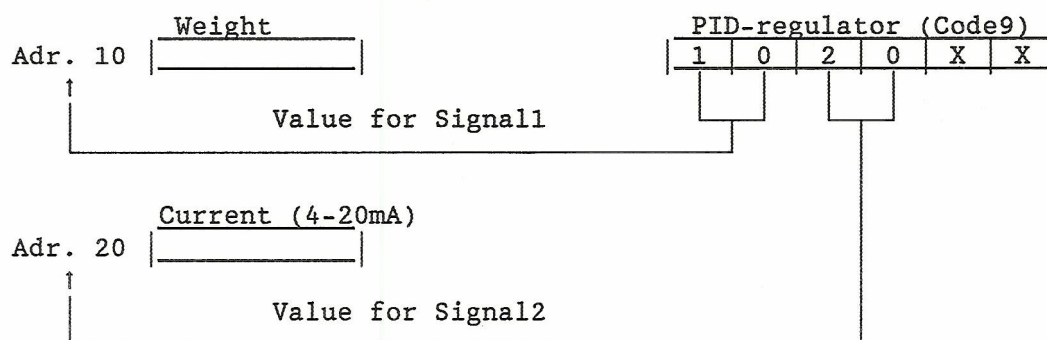 Weight PID-regulator (Code9)
Adr. 10 1 0 2 0 X X
Value for Signal1
Current (4-20mA)
Adr. 20
Value for Signal2